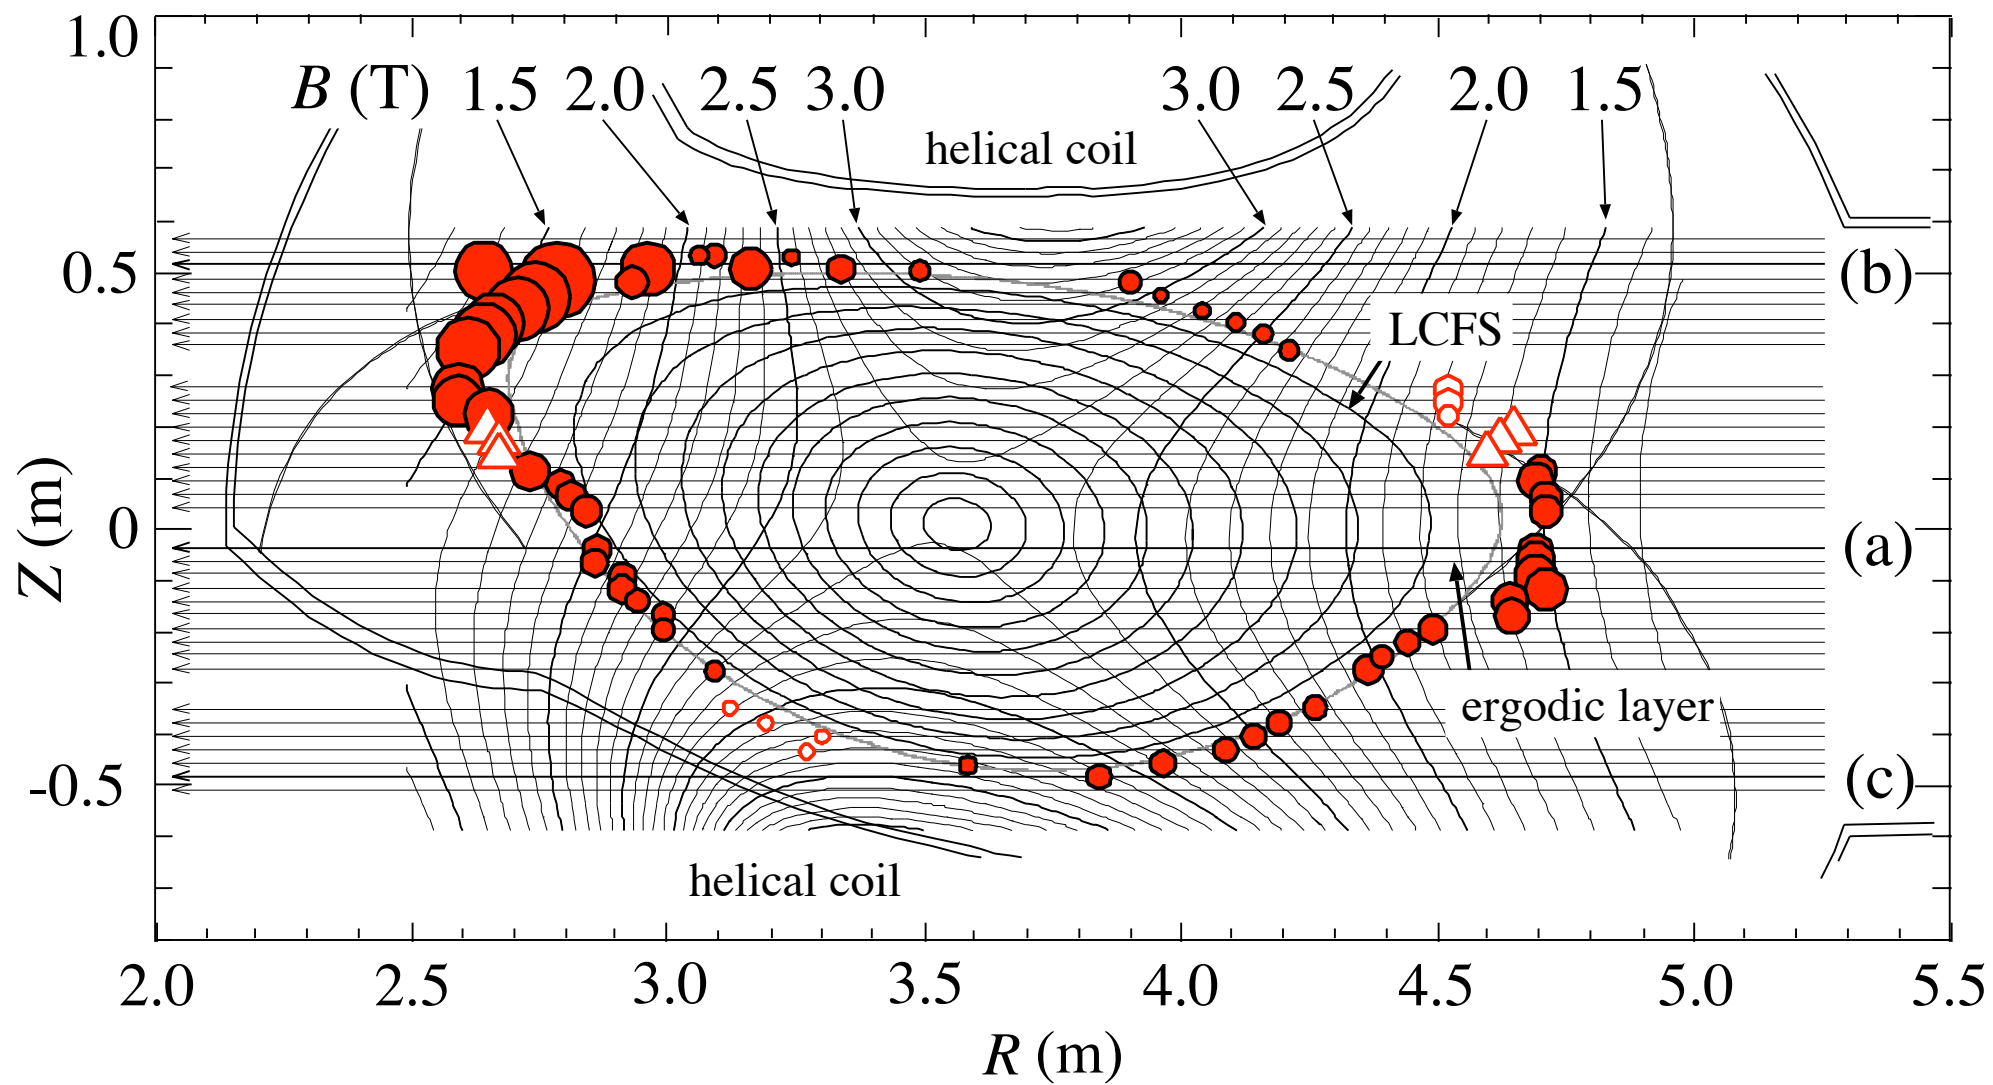 1.0
B (T) 1.5 2.0 2.5 3.0 3.0 2.5 2.0 1.5
helical coil
0.5
(b)
LCFS
Z (m)
0
(a)
ergodic layer
-0.5
(c)
helical coil
2.0 2.5 3.0 3.5 4.0 4.5 5.0 5.5
R (m)